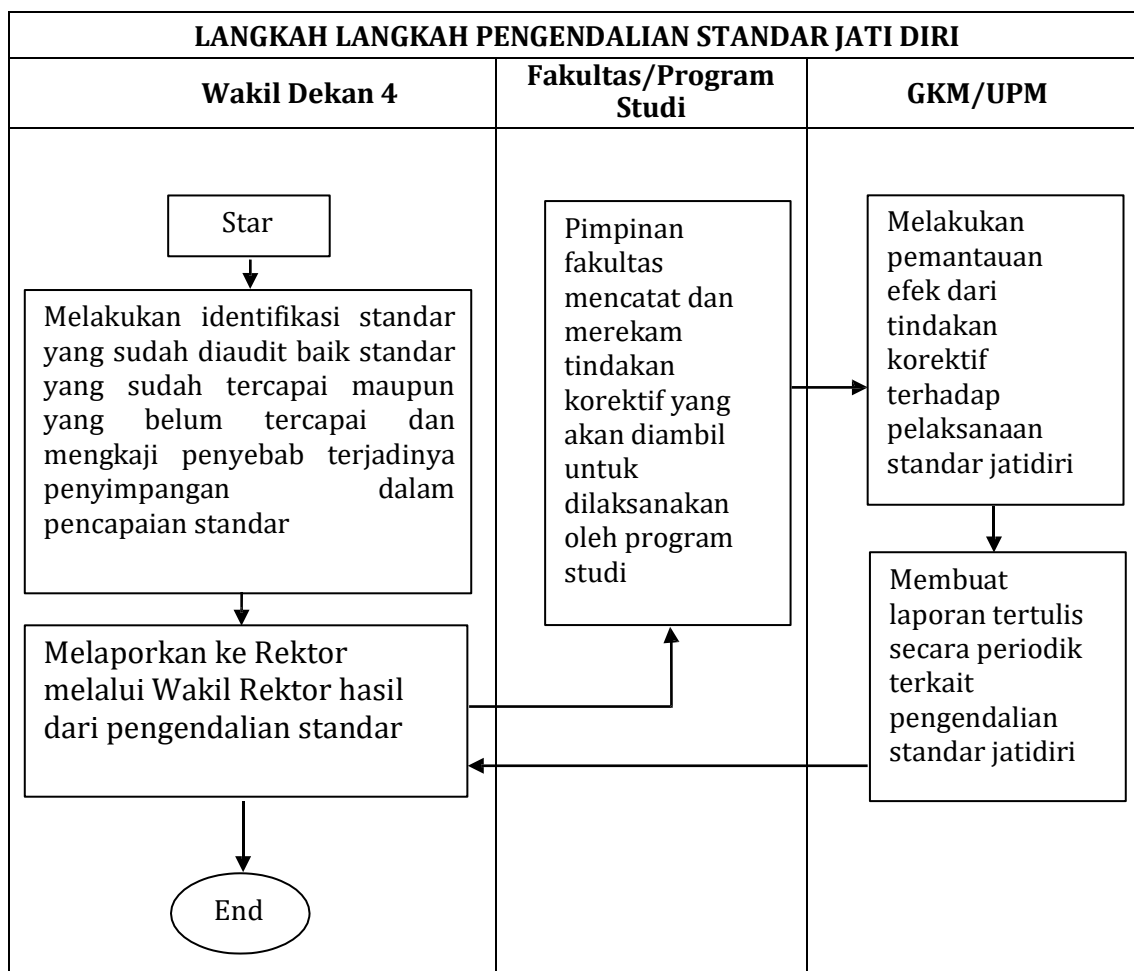 LANGKAH LANGKAH PENGENDALIAN STANDAR JATI DIRI
Wakil Dekan 4
Fakultas/Program
Studi
GKM/UPM
Star
Melakukan identifikasi standar
yang sudah diaudit baik standar
yang sudah tercapai maupun
yang belum tercapai dan
mengkaji penyebab terjadinya
penyimpangan dalam
pencapaian standar
Melaporkan ke Rektor
melalui Wakil Rektor hasil
dari pengendalian standar
End
Pimpinan
fakultas
mencatat dan
merekam
tindakan
korektif yang
akan diambil
untuk
dilaksanakan
oleh program
studi
Melakukan
pemantauan
efek dari
tindakan
korektif
terhadap
pelaksanaan
standar jatidiri
Membuat
laporan tertulis
secara periodik
terkait
pengendalian
standar jatidiri